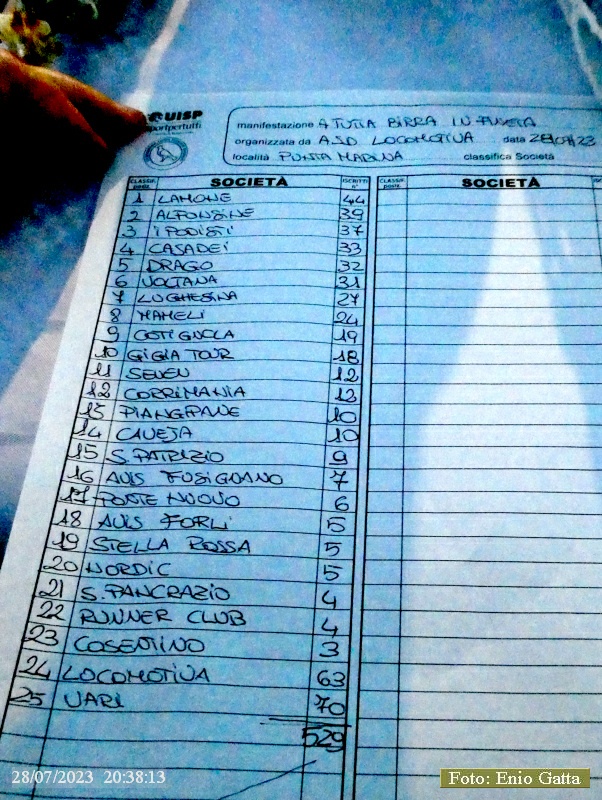 UISP
sportpertutti
manifestazione A TUTTA BIRRA IN PINETA
organizzata da A.S.D LOCOMOTIVA data 28/07/23
località PUNTA MARINA classifica Società
CLASSIF. SOCIETÀ ISCRITTI n° CLASSIF. SOCIETÀ
1 LAMONE 44
2 ALFONSINE 39
3 I PODISTI 37
4 CASADEI 33
5 DRAGO 32
6 VOLTANA 31
7 LUGHESINA 27
8 MAMELI 24
9 COTIGNOLA 19
10 GIGIA TOUR 18
11 SEVEN 12
12 CORRIMANIA 12
13 PIANGIPANE 10
14 CAVEJA 10
15 S. PATRIZIO 9
16 AVIS FUSIGNANO 7
17 PONTE NUOVO 6
18 AVIS FORLI' 5
19 STELLA ROSSA 5
20 NORDIC 5
21 S. PANCRAZIO 4
22 RUNNER CLUB 4
23 COSENTINO 3
24 LOCOMOTIVA 63
25 VARI 70
529
28/07/2023 20:38:13
Foto: Enio Gatta